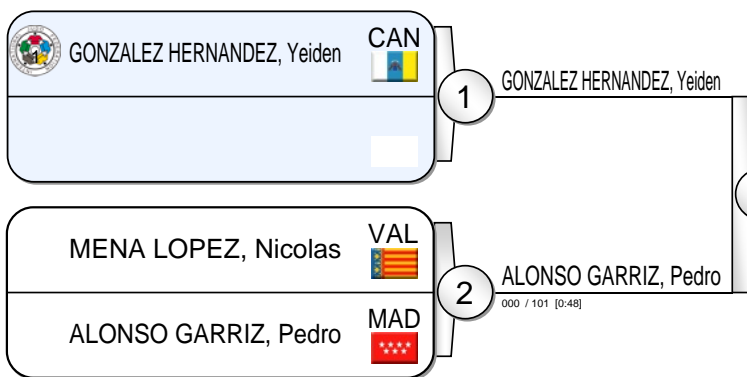 GONZALEZ HERNANDEZ, Yeiden CAN
1
1 GONZALEZ HERNANDEZ, Yeiden
MENA LOPEZ, Nicolas VAL
2 ALONSO GARRIZ, Pedro
000 / 101 [0:48]
ALONSO GARRIZ, Pedro MAD